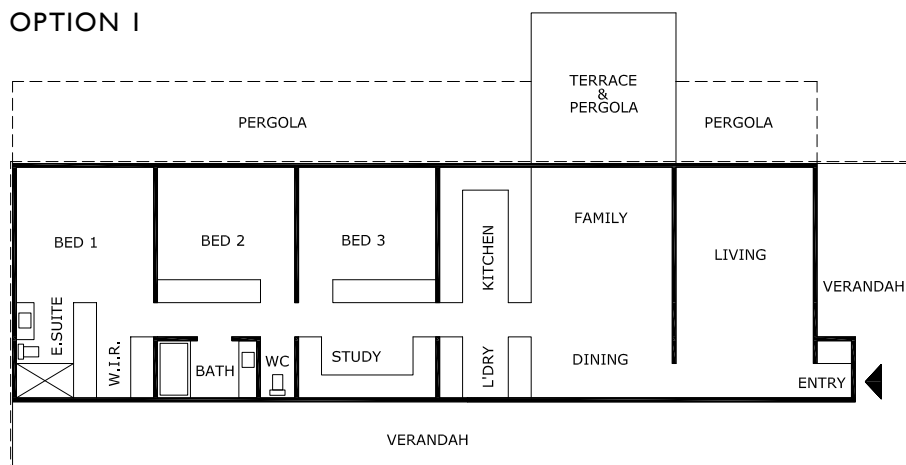 OPTION 1
TERRACE
&
PERGOLA
PERGOLA
PERGOLA
BED 1
BED 2
BED 3
KITCHEN
FAMILY
LIVING
VERANDAH
E.SUITE
W.I.R.
BATH
WC
STUDY
L'DRY
DINING
ENTRY
VERANDAH